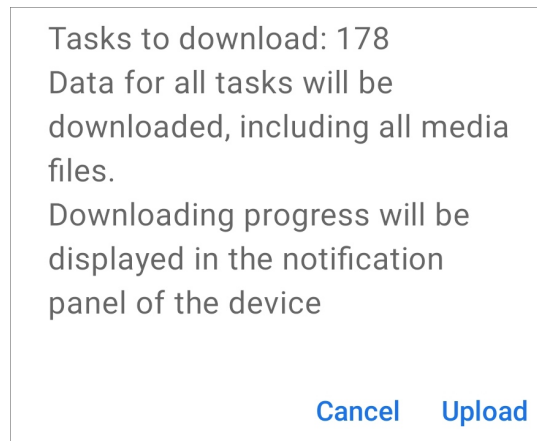 Tasks to download: 178
Data for all tasks will be
downloaded, including all media
files.
Downloading progress will be
displayed in the notification
panel of the device
Cancel Upload